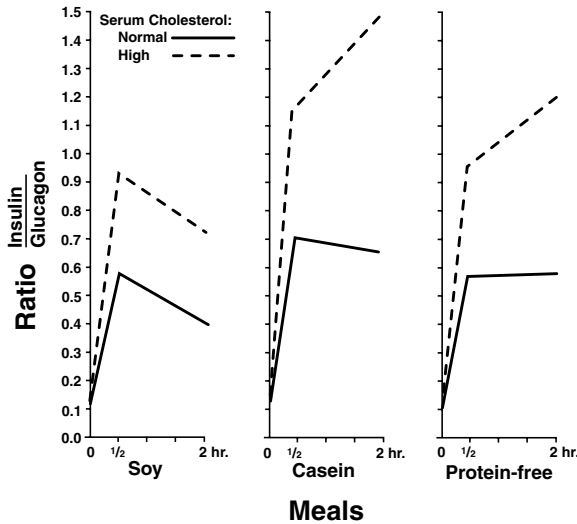 Serum Cholesterol:
Normal
High
Ratio Insulin
Glucagon
1.5
1.4
1.3
1.2
1.1
1.0
0.9
0.8
0.7
0.6
0.5
0.4
0.3
0.2
0.1
0.0
0 1/2 2 hr.
Soy
0 1/2 2 hr.
Casein
0 1/2 2 hr.
Protein-free
Meals